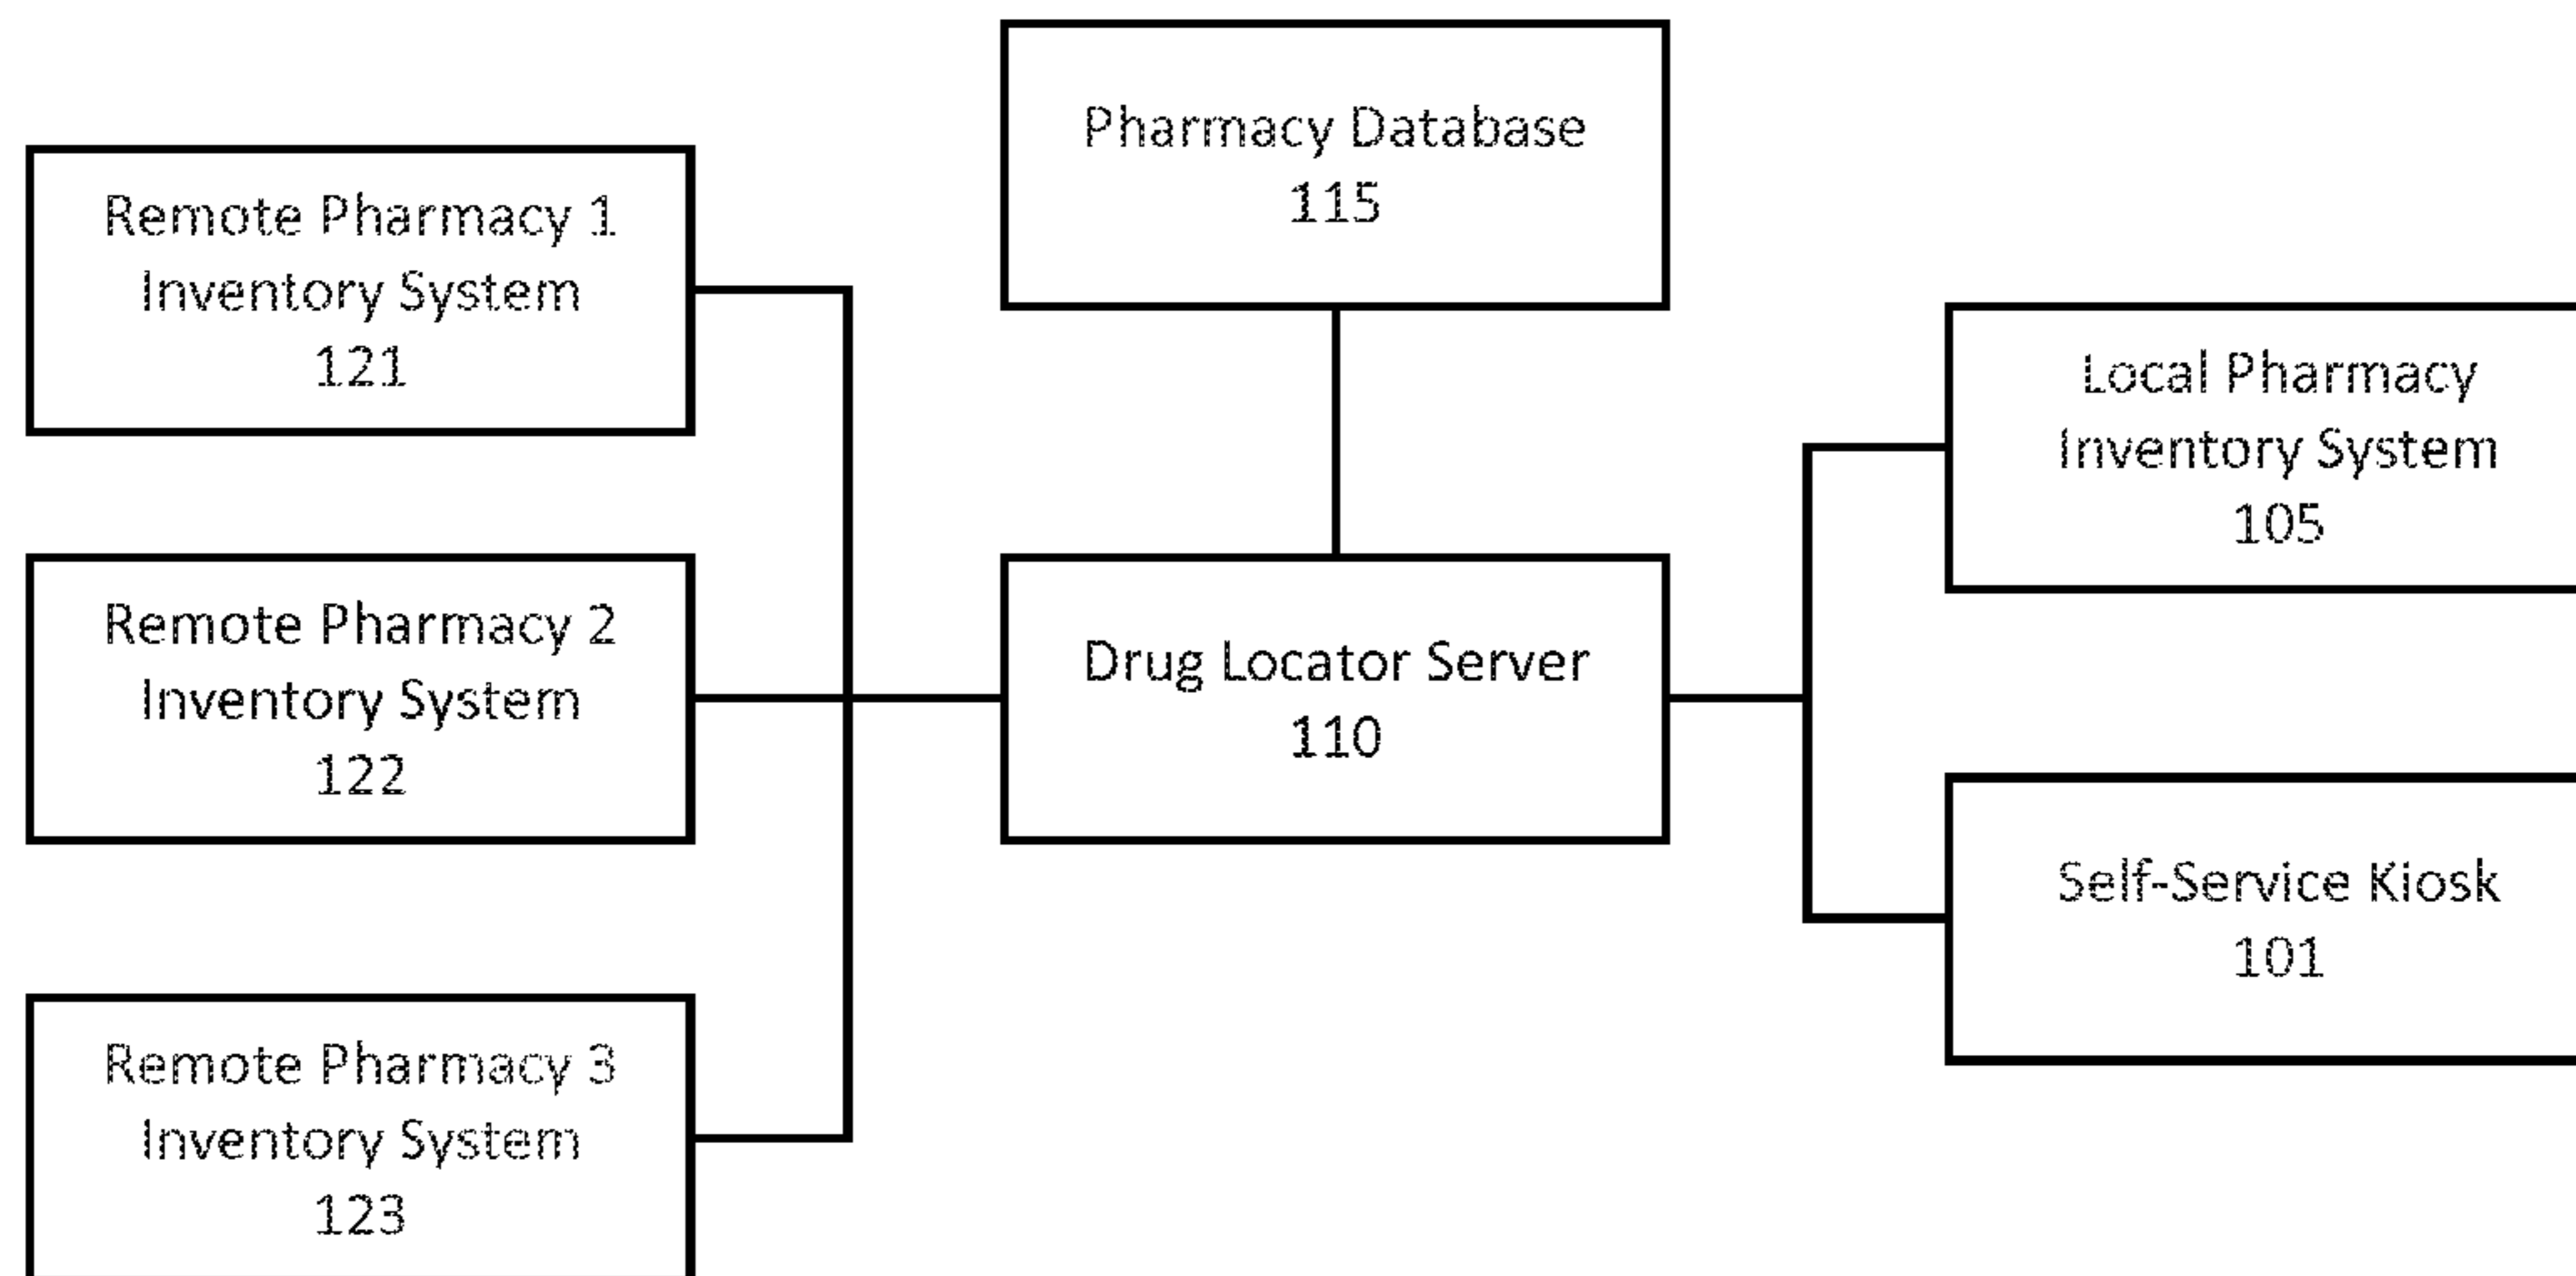 Pharmacy Database
115
Remote Pharmacy 1
Inventory System
121
Local Pharmacy
Inventory System
105
Remote Pharmacy 2
Inventory System
122
Drug Locator Server
110
Self-Service Kiosk
101
Remote Pharmacy 3
Inventory System
123